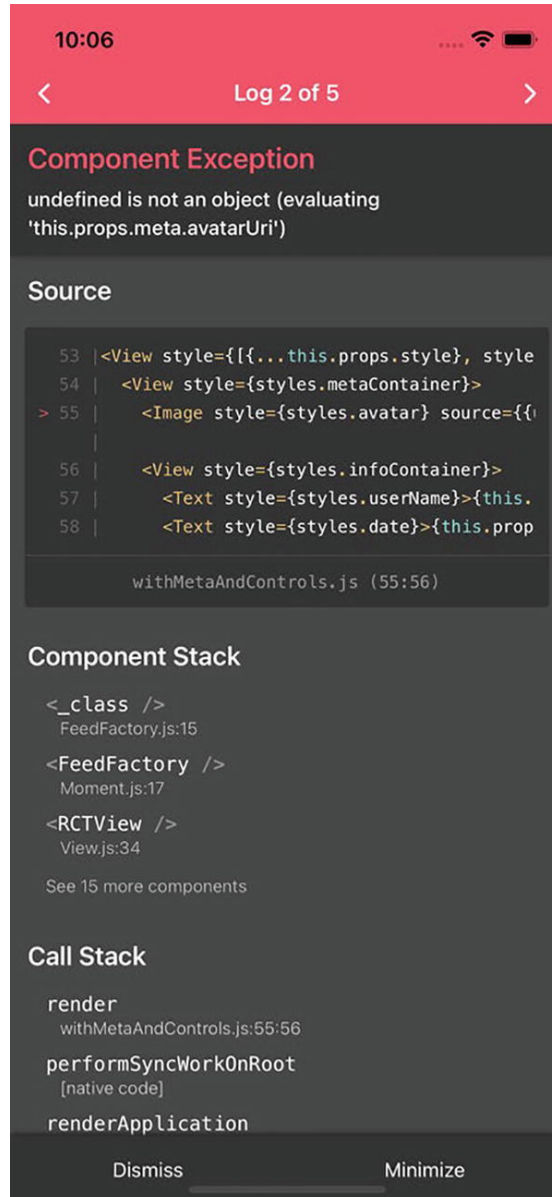 10:06
Log 2 of 5
Component Exception
undefined is not an object (evaluating
'this.props.meta.avatarUri')
Source
53 |<View style={[{...this.props.style}, style
54 | <View style={styles.metaContainer}>
> 55 | <Image style={styles.avatar} source={{
|
56 | <View style={styles.infoContainer}>
57 | <Text style={styles.userName}>{this.
58 | <Text style={styles.date}>{this.prop
withMetaAndControls.js (55:56)
Component Stack
<_class />
FeedFactory.js:15
<FeedFactory />
Moment.js:17
<RCTView />
View.js:34
See 15 more components
Call Stack
render
withMetaAndControls.js:55:56
performSyncWorkOnRoot
[native code]
renderApplication
Dismiss Minimize